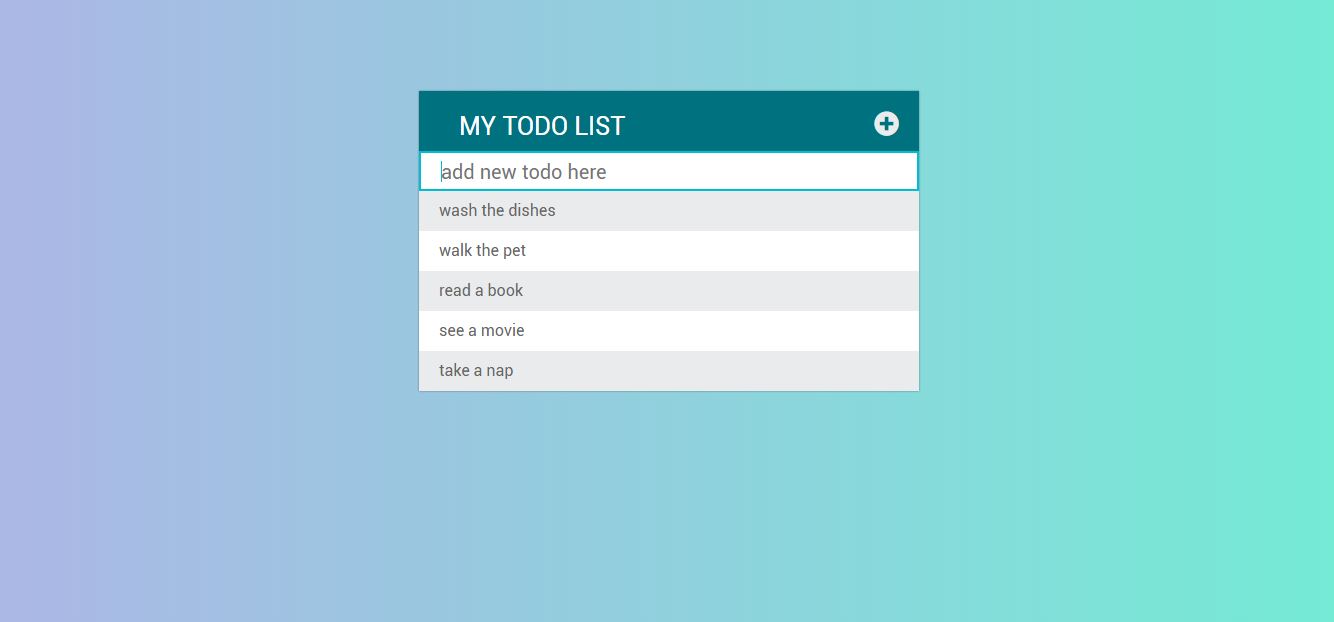 MY TODO LIST
add new todo here
wash the dishes
walk the pet
read a book
see a movie
take a nap